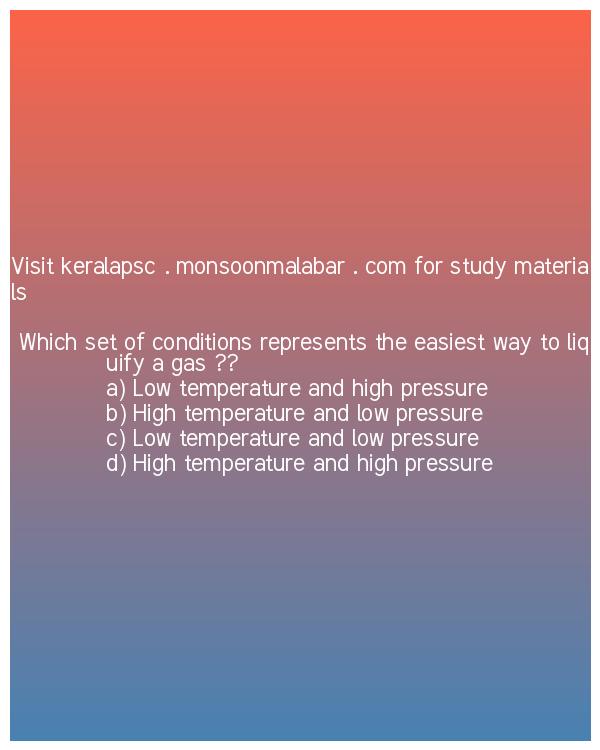 Visit keralapsc . monsoonmalabar . com for study materia
ls
Which set of conditions represents the easiest way to liq
uify a gas ??
a) Low temperature and high pressure
b) High temperature and low pressure
c) Low temperature and low pressure
d) High temperature and high pressure